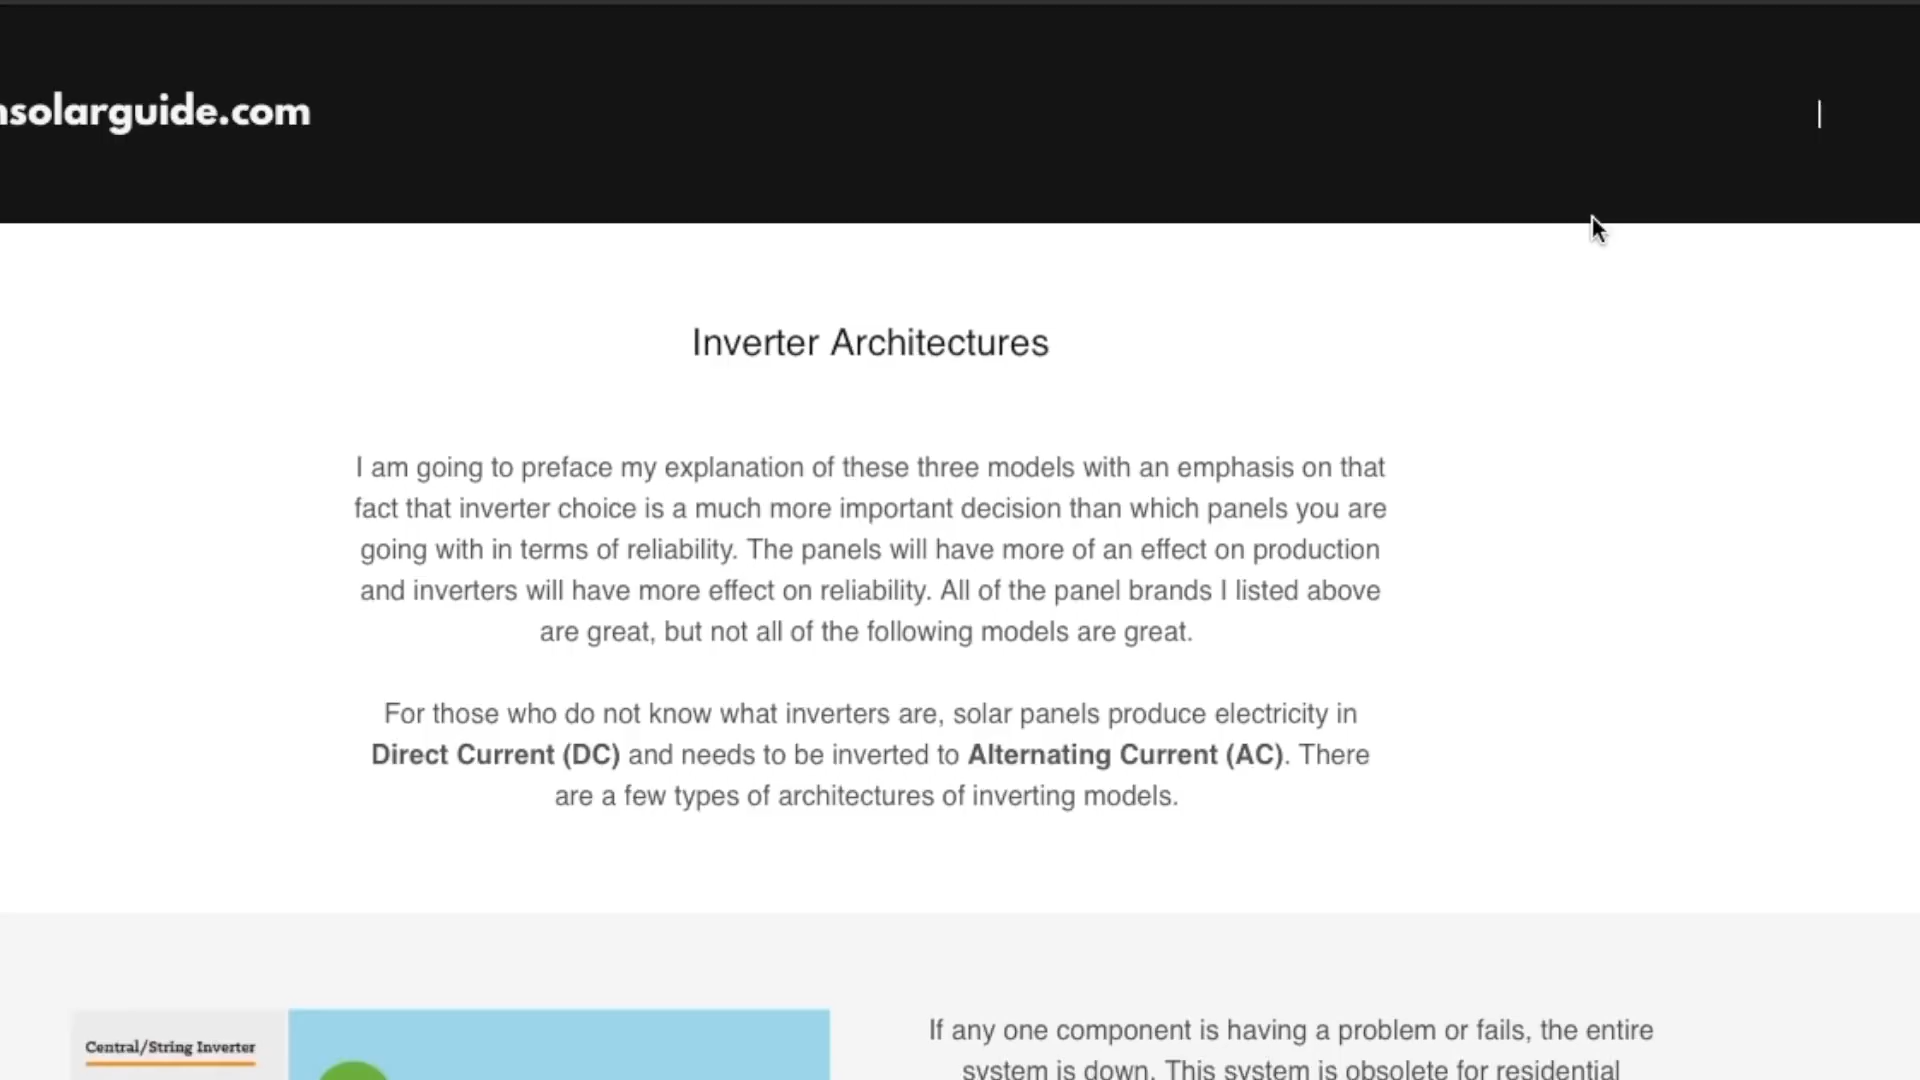 nsolarguide.com
Inverter Architectures
I am going to preface my explanation of these three models with an emphasis on that
fact that inverter choice is a much more important decision than which panels you are
going with in terms of reliability. The panels will have more of an effect on production
and inverters will have more effect on reliability. All of the panel brands I listed above
are great, but not all of the following models are great.
For those who do not know what inverters are, solar panels produce electricity in
Direct Current (DC) and needs to be inverted to Alternating Current (AC). There
are a few types of architectures of inverting models.
Central/String Inverter
If any one component is having a problem or fails, the entire
system is down. This system is obsolete for residential